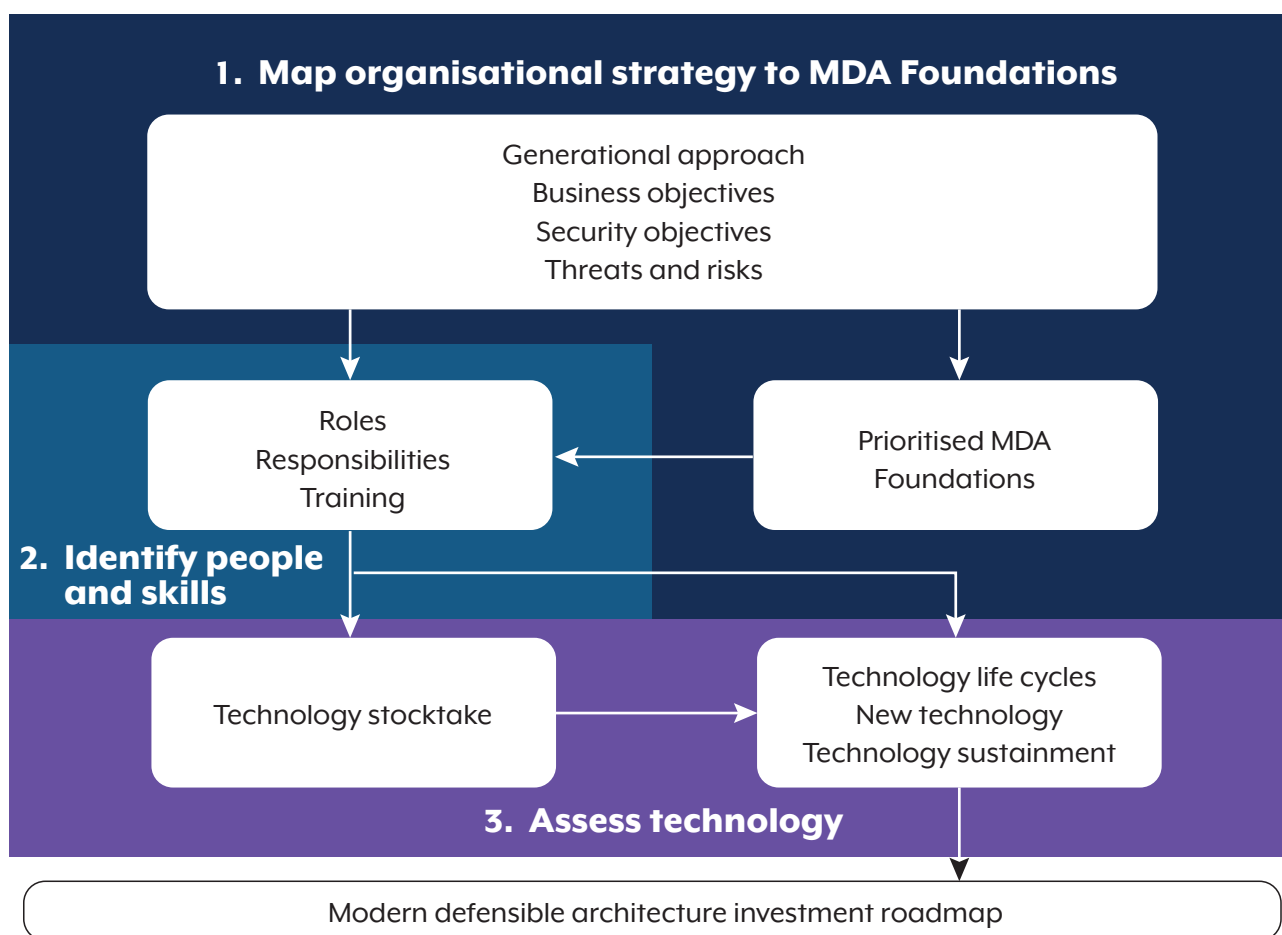 1. Map organisational strategy to MDA Foundations
Generational approach
Business objectives
Security objectives
Threats and risks
Roles
Responsibilities
Training
Prioritised MDA
Foundations
2. Identify people
and skills
Technology stocktake
Technology life cycles
New technology
Technology sustainment
3. Assess technology
Modern defensible architecture investment roadmap